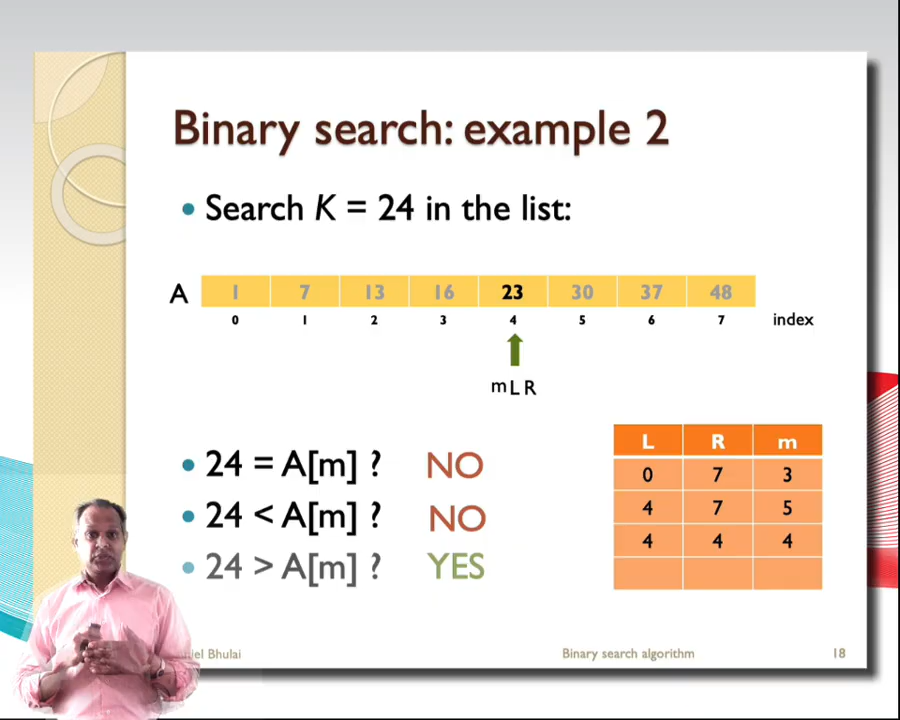 Binary search: example 2
• Search K = 24 in the list:
A 1 7 13 16 23 30 37 48
0 1 2 3 4 5 6 7 index
m L R
• 24 = A[m] ? NO
• 24 < A[m] ? NO
• 24 > A[m] ? YES
L R m
0 7 3
4 7 5
4 4 4
Bhulai Binary search algorithm 18